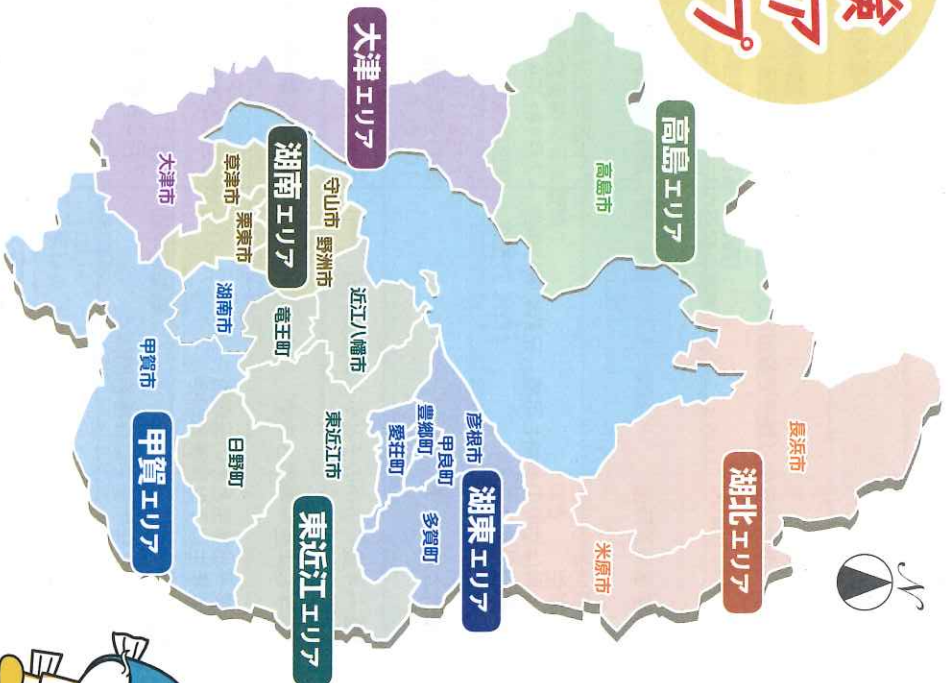 験
ア
プ
N
長浜市
湖北エリア
高島エリア
高島市
米原市
湖東エリア
彦根市
甲良町
豊郷町
多賀町
愛荘町
大津エリア
近江八幡市
東近江市
東近江エリア
守山市
野洲市
湖南エリア
竜王町
草津市
栗東市
日野町
湖南市
大津市
甲賀市
甲賀エリア